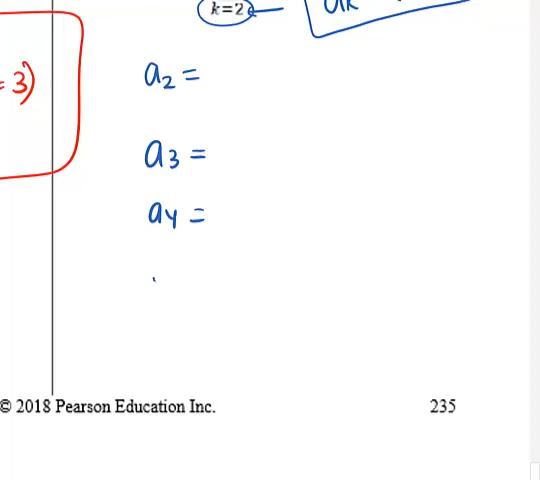 k=2
= 3)
a₂ =
a₃ =
a₄ =
© 2018 Pearson Education Inc. 235